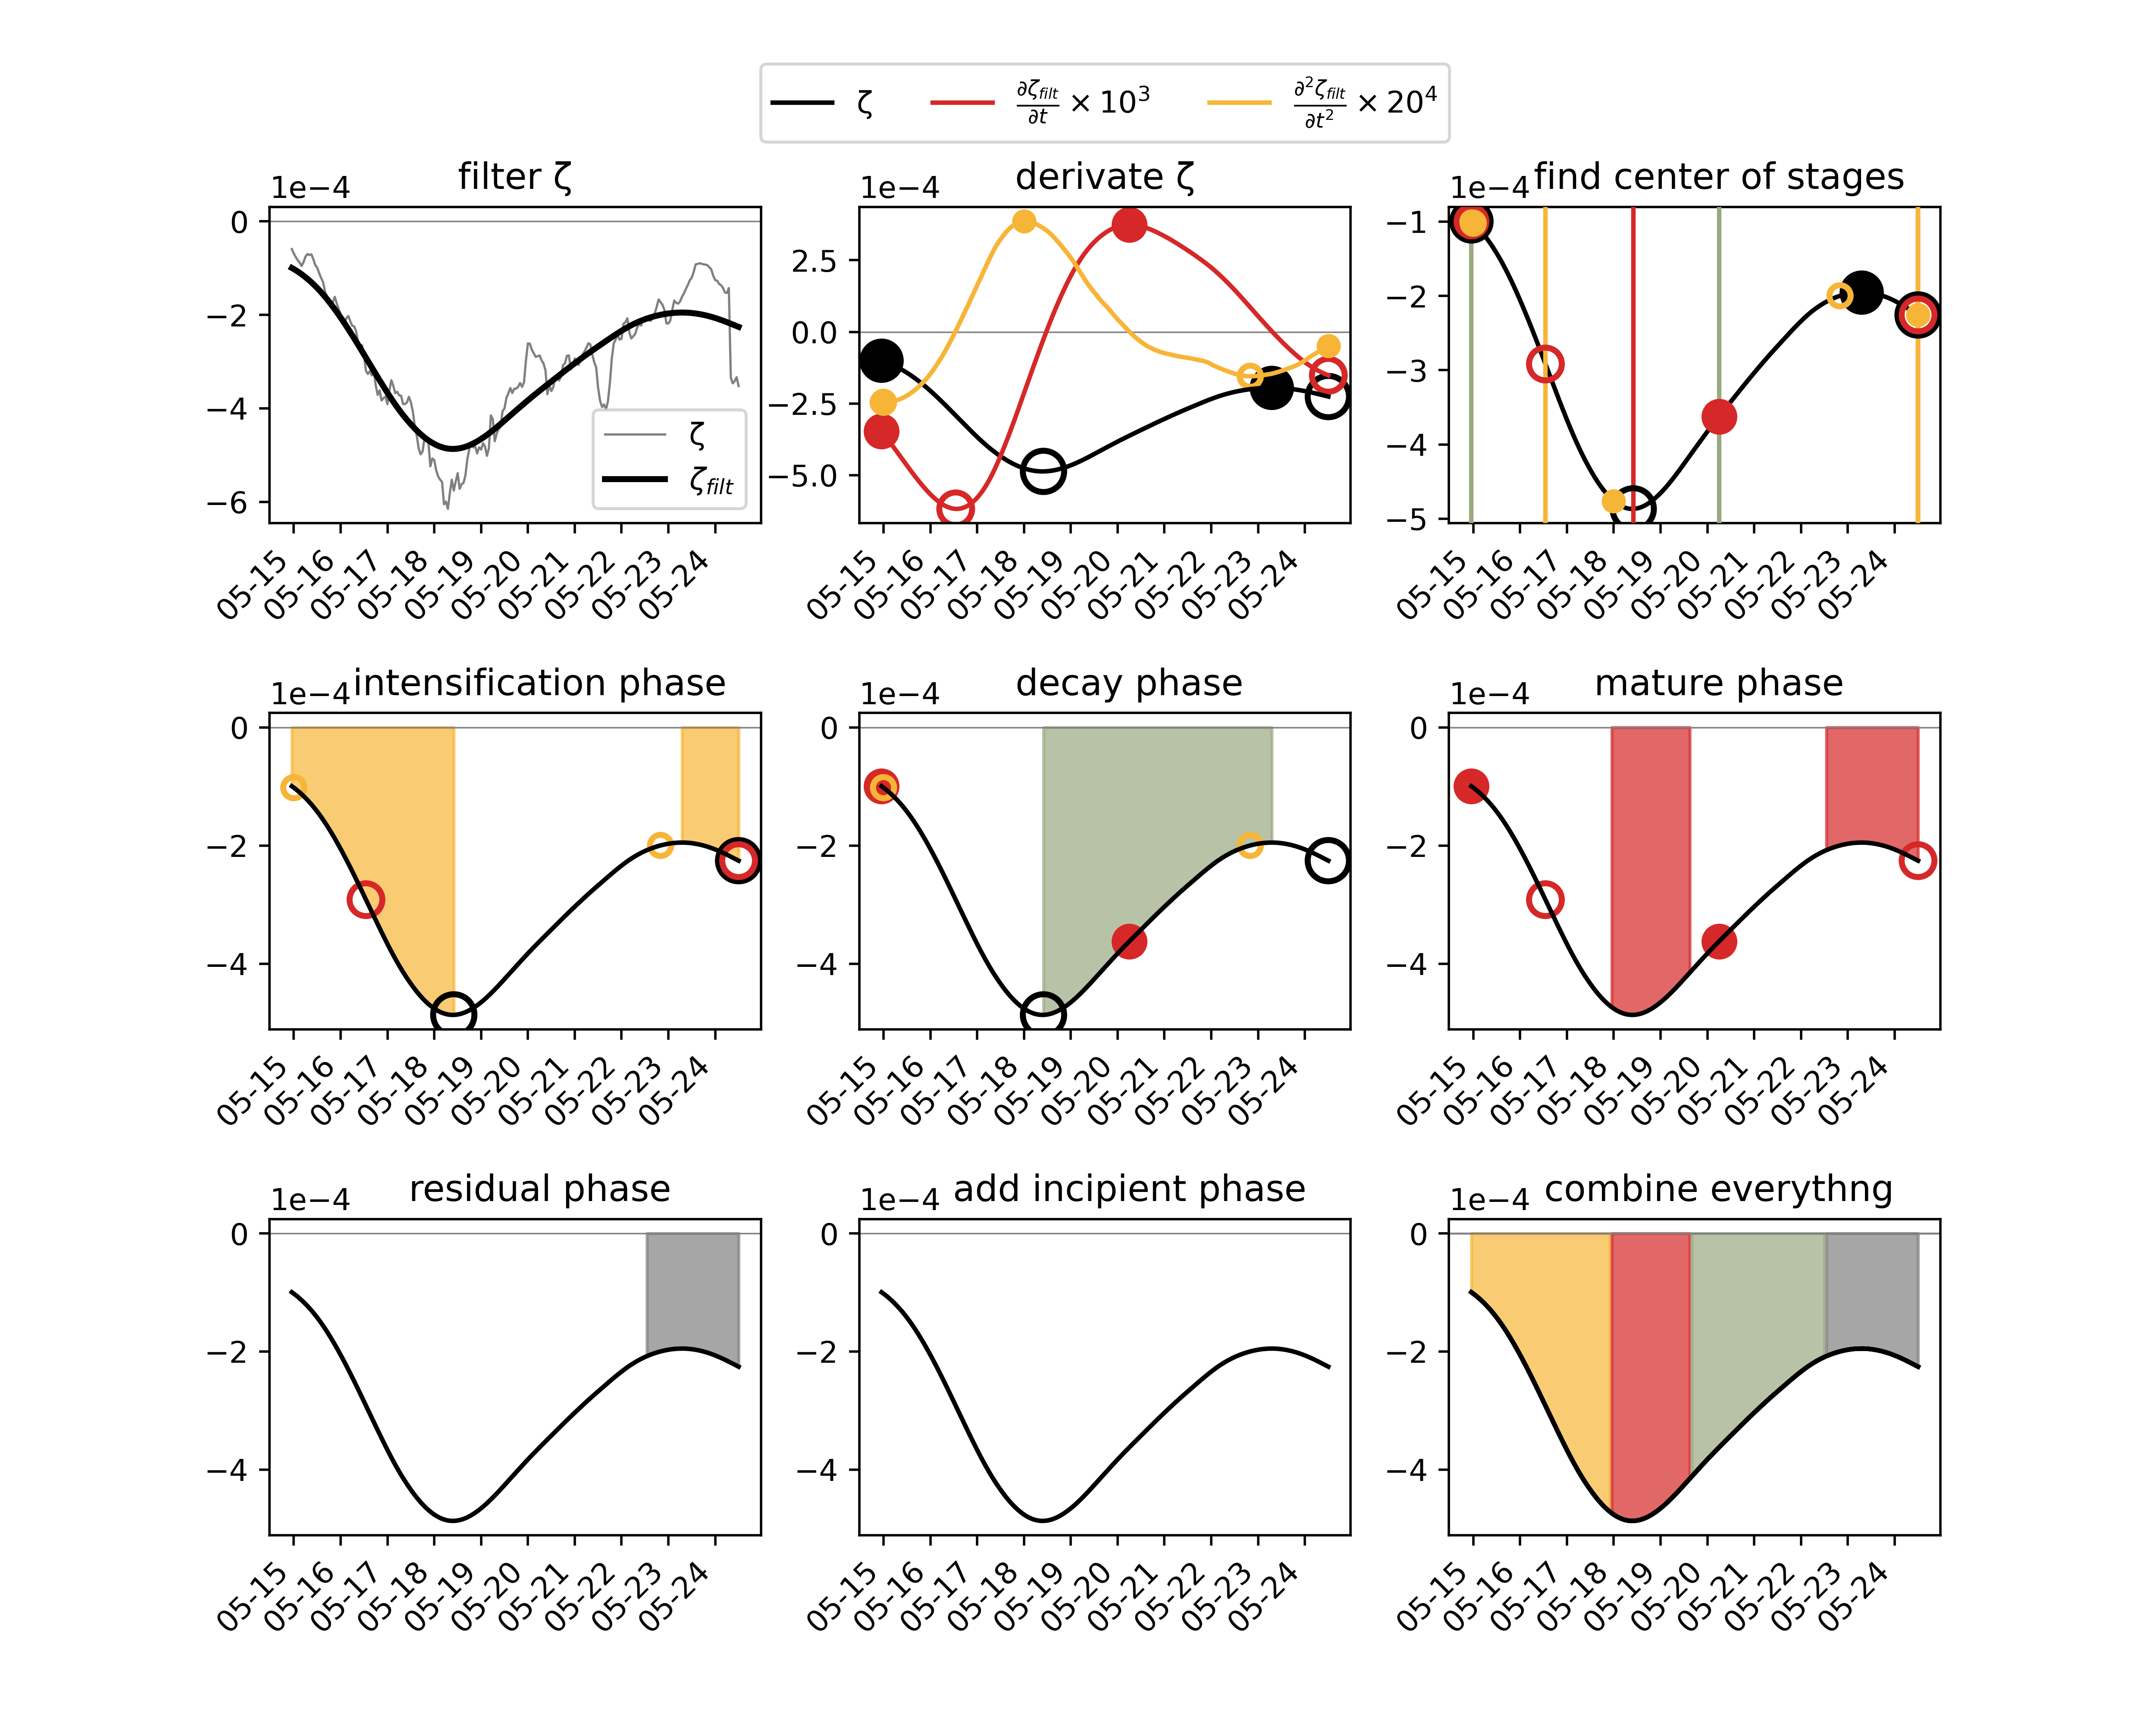 ζ ∂ζ_filt/∂t × 10³ ∂²ζ_filt/∂t² × 20⁴
filter ζ
1e−4
0
−2
−4
−6
ζ
ζ_filt
05-15 05-16 05-17 05-18 05-19 05-20 05-21 05-22 05-23 05-24
derivate ζ
1e−4
2.5
0.0
−2.5
−5.0
05-15 05-16 05-17 05-18 05-19 05-20 05-21 05-22 05-23 05-24
find center of stages
1e−4
−1
−2
−3
−4
−5
05-15 05-16 05-17 05-18 05-19 05-20 05-21 05-22 05-23 05-24
intensification phase
1e−4
0
−2
−4
05-15 05-16 05-17 05-18 05-19 05-20 05-21 05-22 05-23 05-24
decay phase
1e−4
0
−2
−4
05-15 05-16 05-17 05-18 05-19 05-20 05-21 05-22 05-23 05-24
mature phase
1e−4
0
−2
−4
05-15 05-16 05-17 05-18 05-19 05-20 05-21 05-22 05-23 05-24
residual phase
1e−4
0
−2
−4
05-15 05-16 05-17 05-18 05-19 05-20 05-21 05-22 05-23 05-24
add incipient phase
1e−4
0
−2
−4
05-15 05-16 05-17 05-18 05-19 05-20 05-21 05-22 05-23 05-24
combine everythng
1e−4
0
−2
−4
05-15 05-16 05-17 05-18 05-19 05-20 05-21 05-22 05-23 05-24